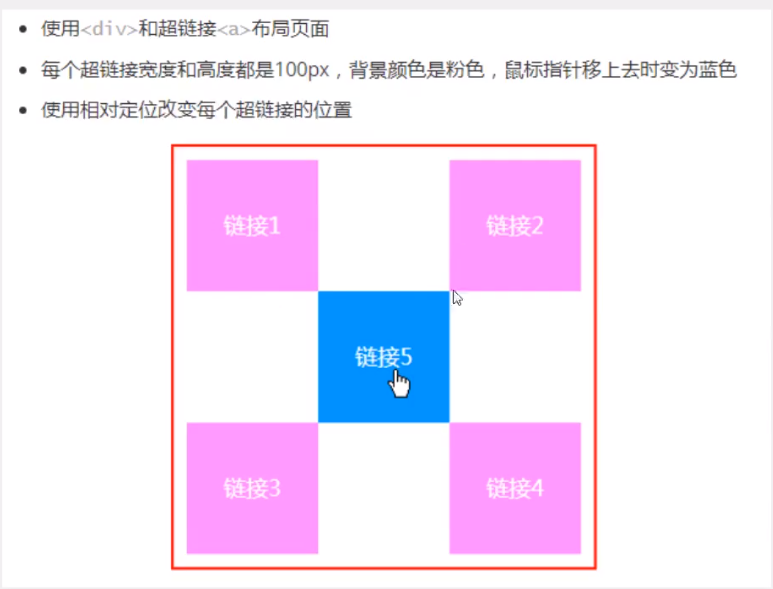 使用<div>和超链接<a>布局页面
每个超链接宽度和高度都是100px，背景颜色是粉色，鼠标指针移上去时变为蓝色
使用相对定位改变每个超链接的位置
链接1
链接2
链接5
链接3
链接4